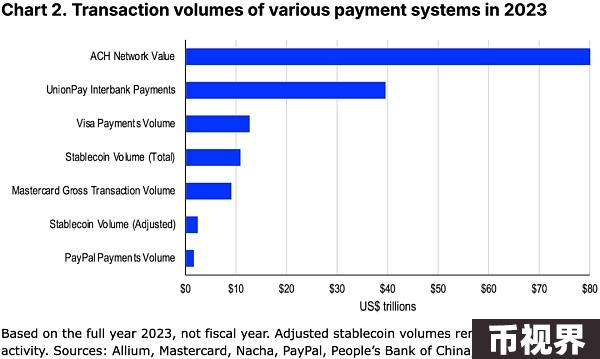 Chart 2. Transaction volumes of various payment systems in 2023
ACH Network Value
UnionPay Interbank Payments
Visa Payments Volume
Stablecoin Volume (Total)
Mastercard Gross Transaction Volume
Stablecoin Volume (Adjusted)
PayPal Payments Volume
$0 $10 $20 $30 $40 $50 $60 $70 $80
US$ trillions
Based on the full year 2023, not fiscal year. Adjusted stablecoin volumes
activity. Sources: Allium, Mastercard, Nacha, PayPal, People’s Bank of China
币视界